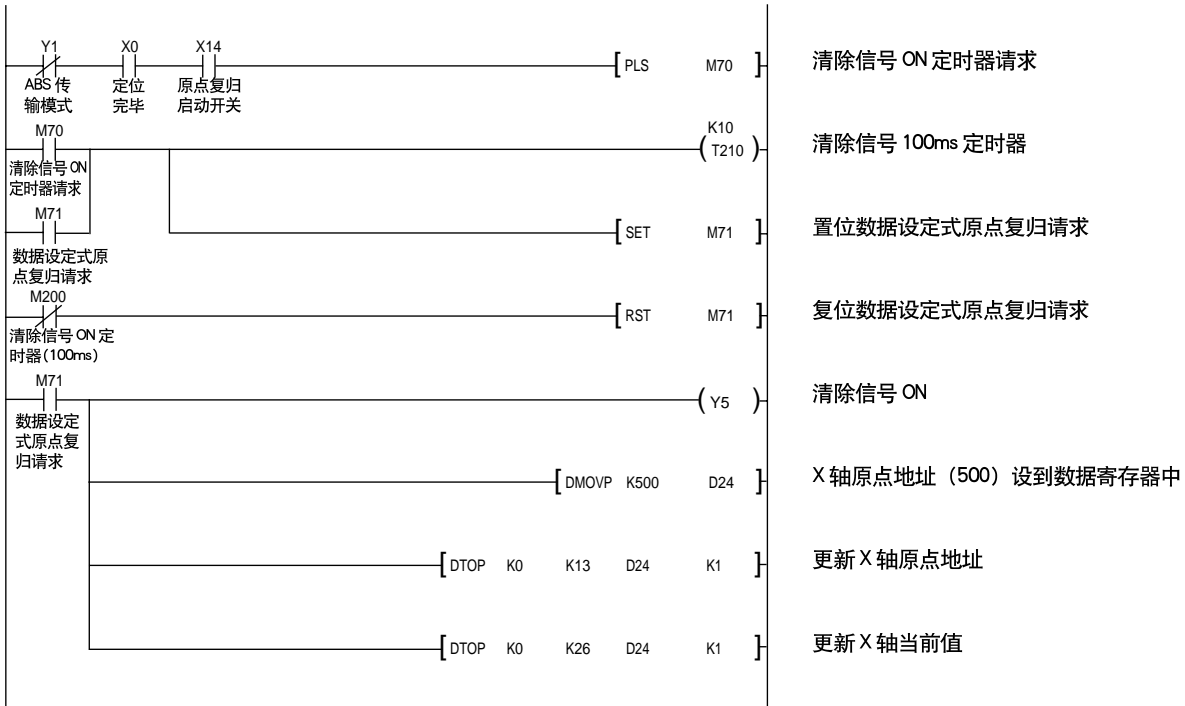 Y1 X0 X14
[ PLS M70 ] 清除信号 ON 定时器请求
ABS 传 定位 原点复归
输模式 完毕 启动开关
M70
K10
( T210 ) 清除信号 100ms 定时器
清除信号 ON
定时器请求
M71
[ SET M71 ] 置位数据设定式原点复归请求
数据设定式原
点复归请求
M200
[ RST M71 ] 复位数据设定式原点复归请求
清除信号 ON 定
时器(100ms)
M71
( Y5 ) 清除信号 ON
数据设定
式原点复
归请求
[ DMOVP K500 D24 ] X 轴原点地址（500）设到数据寄存器中
[ DTOP K0 K13 D24 K1 ] 更新 X 轴原点地址
[ DTOP K0 K26 D24 K1 ] 更新 X 轴当前值